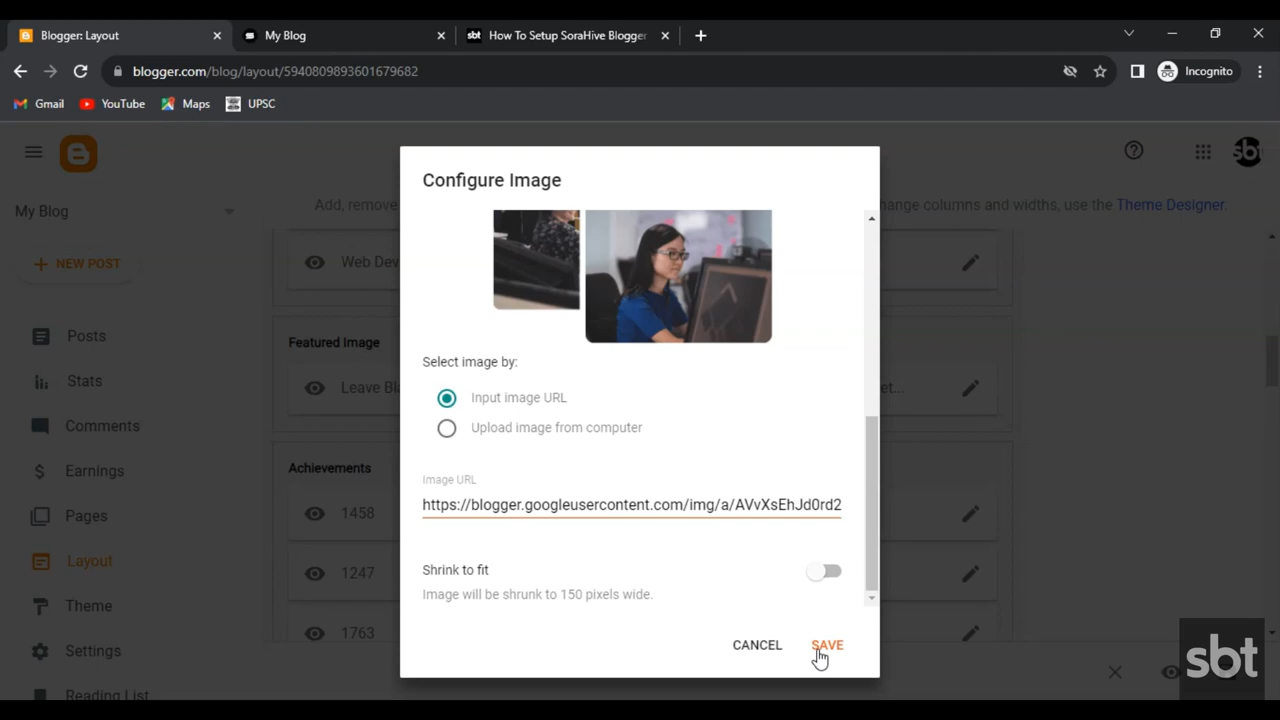 Blogger: Layout
My Blog
sbt How To Setup SoraHive Blogger
blogger.com/blog/layout/5940809893601679682
Incognito
Gmail
YouTube
Maps
UPSC
sbt
My Blog
Add, remove
hange columns and widths, use the Theme Designer.
NEW POST
Posts
Stats
Comments
Earnings
Pages
Layout
Theme
Settings
Reading List
Web Dev
Featured Image
Leave Bla
et...
Achievements
1458
1247
1763
Configure Image
Select image by:
Input image URL
Upload image from computer
Image URL
https://blogger.googleusercontent.com/img/a/AVvXsEhJd0rd2
Shrink to fit
Image will be shrunk to 150 pixels wide.
CANCEL
SAVE
sbt